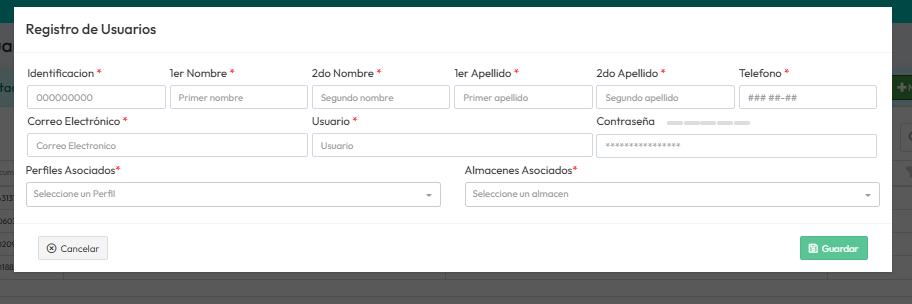 Registro de Usuarios
Identificacion * 1er Nombre * 2do Nombre * 1er Apellido * 2do Apellido * Telefono *
000000000 Primer nombre Segundo nombre Primer apellido Segundo apellido ### ##-##
Correo Electrónico * Usuario * Contraseña
Correo Electronico Usuario ****************
Perfiles Asociados* Almacenes Asociados*
Seleccione un Perfil Seleccione un almacen
Cancelar Guardar